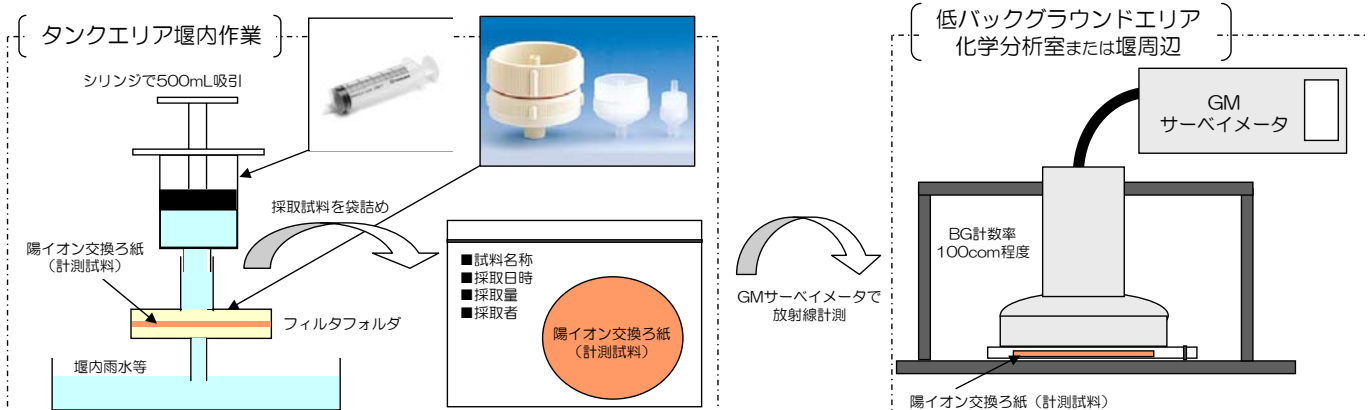 タンクエリア堰内作業
シリンジで500mL吸引
採取試料を袋詰め
陽イオン交換ろ紙
(計測試料)
フィルタフォルダ
堰内雨水等
■試料名称
■採取日時
■採取量
■採取者
陽イオン交換ろ紙
(計測試料)
GMサーベイメータで
放射線計測
低バックグラウンドエリア
化学分析室または堰周辺
GM
サーベイメータ
BG計数率
100com程度
陽イオン交換ろ紙(計測試料)